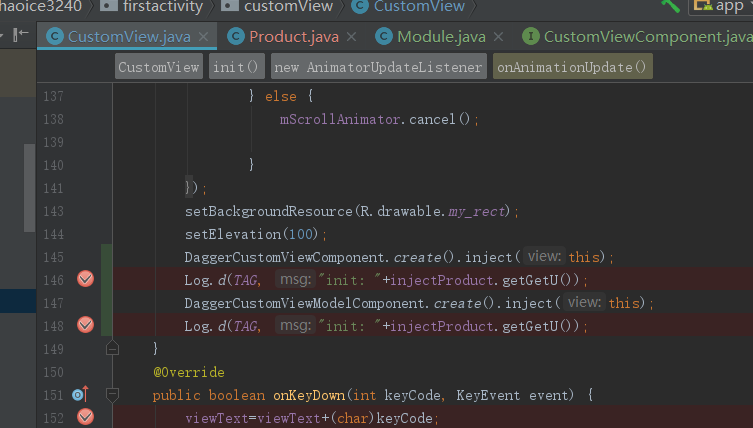 haoice3240 firstactivity customView CustomView app
CustomView.java Product.java Module.java CustomViewComponent.java
CustomView init() new AnimatorUpdateListener onAnimationUpdate()
137 } else {
138 mScrollAnimator.cancel();
139
140 }
141 });
143 setBackgroundResource(R.drawable.my_rect);
144 setElevation(100);
145 DaggerCustomViewComponent.create().inject( view: this);
146 Log.d(TAG, msg: "init: "+injectProduct.getGetU());
147 DaggerCustomViewModelComponent.create().inject( view: this);
148 Log.d(TAG, msg: "init: "+injectProduct.getGetU());
149 }
150 @Override
151 public boolean onKeyDown(int keyCode, KeyEvent event) {
152 viewText=viewText+(char)keyCode;